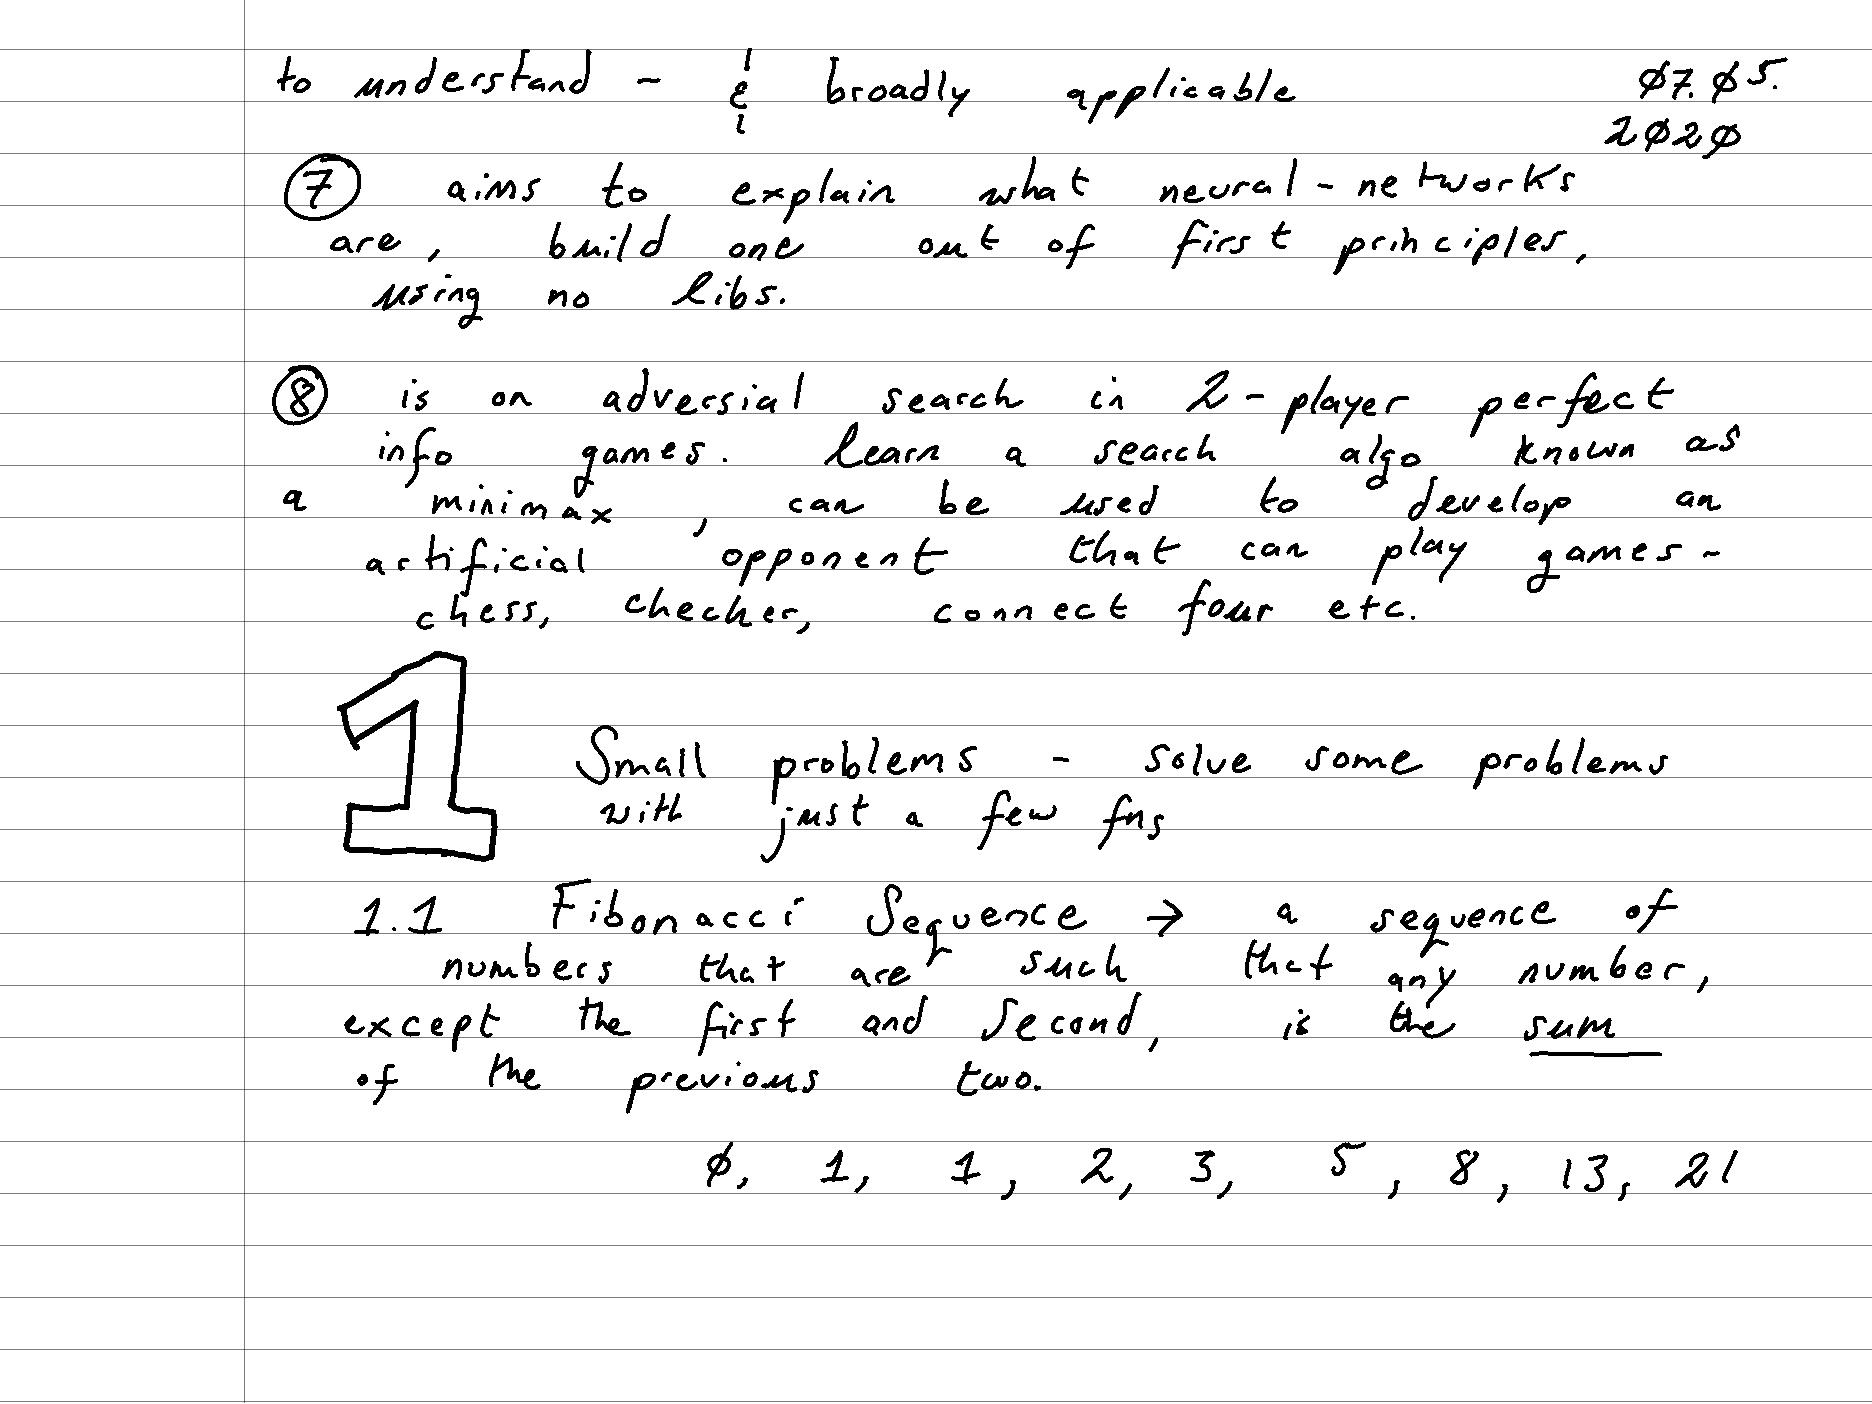 to understand - & broadly applicable
07.05.
2020
⑦ aims to explain what neural-networks
are, build one out of first principles,
using no libs.
⑧ is on adversial search in 2-player perfect
info games. learn a search algo known as
a minimax, can be used to develop an
artificial opponent that can play games -
chess, checker, connect four etc.
1
Small problems - solve some problems
with just a few fns
1.1 Fibonacci Sequence → a sequence of
numbers that are such that any number,
except the first and Second, is the sum
of the previous two.
0, 1, 1, 2, 3, 5, 8, 13, 21